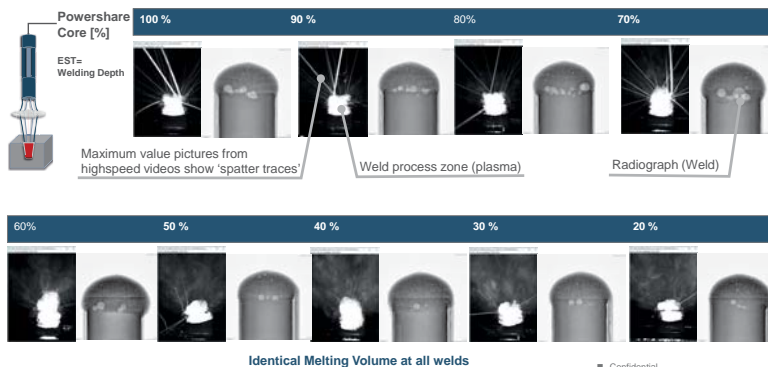 Powershare
Core [%]
EST=
Welding Depth
100 %
90 %
80%
70%
Maximum value pictures from
highspeed videos show ‘spatter traces’
Weld process zone (plasma)
Radiograph (Weld)
60%
50 %
40 %
30 %
20 %
Identical Melting Volume at all welds
Confidential